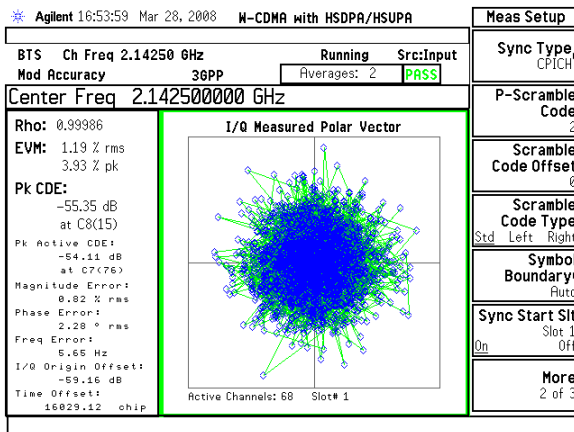 Agilent 16:53:59 Mar 28, 2008 W-CDMA with HSDPA/HSUPA
Meas Setup
BTS Ch Freq 2.14250 GHz Running Src:Input
Mod Accuracy 3GPP Averages: 2 PASS
Center Freq 2.142500000 GHz
Rho: 0.99986
EVM: 1.19 % rms
3.93 % pk
Pk CDE:
-55.35 dB
at C8(15)
Pk Active CDE:
-54.11 dB
at C7(76)
Magnitude Error:
0.82 % rms
Phase Error:
2.28 ° rms
Freq Error:
5.65 Hz
I/Q Origin Offset:
-59.16 dB
Time Offset:
16029.12 chip
I/Q Measured Polar Vector
Active Channels: 68 Slot# 1
Sync Type,
CPICH
P-Scramble
Code
2
Scramble
Code Offset
0
Scramble
Code Type
Std Left Right
Symbol
Boundary
Auto
Sync Start Slt
Slot 1
On Off
More
2 of 3